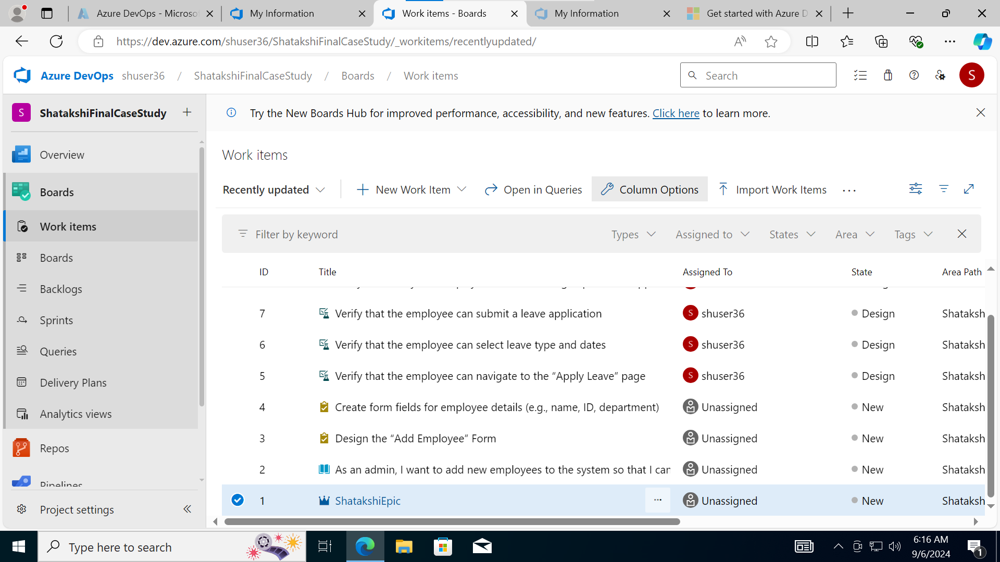 Azure DevOps - Microso
My Information
Work items - Boards
My Information
Get started with Azure D
https://dev.azure.com/shuser36/ShatakshiFinalCaseStudy/_workitems/recentlyupdated/
Azure DevOps shuser36 / ShatakshiFinalCaseStudy / Boards / Work items
Search
S
S ShatakshiFinalCaseStudy
Try the New Boards Hub for improved performance, accessibility, and new features. Click here to learn more.
Overview
Boards
Work items
Boards
Backlogs
Sprints
Queries
Delivery Plans
Analytics views
Repos
Pipelines
Project settings
Work items
Recently updated
New Work Item
Open in Queries
Column Options
Import Work Items
Filter by keyword
Types
Assigned to
States
Area
Tags
ID Title Assigned To State Area Path
7 Verify that the employee can submit a leave application S shuser36 Design Shataksh
6 Verify that the employee can select leave type and dates S shuser36 Design Shataksh
5 Verify that the employee can navigate to the “Apply Leave” page S shuser36 Design Shataksh
4 Create form fields for employee details (e.g., name, ID, department) Unassigned New Shataksh
3 Design the “Add Employee” Form Unassigned New Shataksh
2 As an admin, I want to add new employees to the system so that I can Unassigned New Shataksh
1 ShatakshiEpic Unassigned New Shataksh
Type here to search
6:16 AM
9/6/2024
1